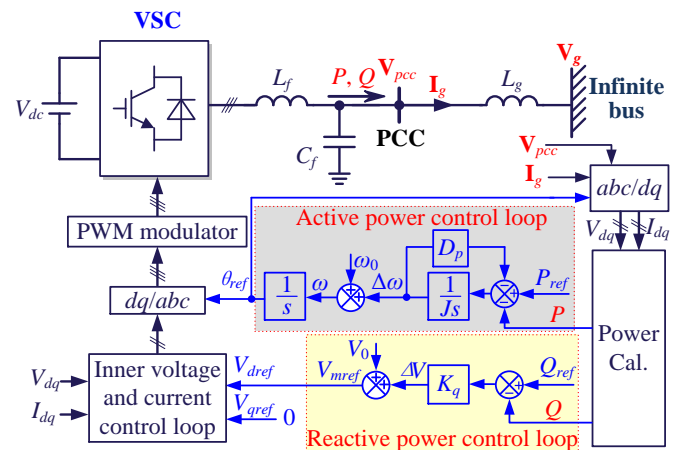 VSC
V_dc
L_f
P, Q
V_pcc
I_g
L_g
V_g
Infinite
bus
PCC
C_f
V_pcc
I_g
abc/dq
V_dq
I_dq
Active power control loop
PWM modulator
D_p
ω_0
θ_ref
1/s
ω
+
+
Δω
1/Js
-
-
+
P_ref
P
dq/abc
Power
Cal.
Inner voltage
and current
control loop
V_dq
I_dq
V_dref
V_qref
0
V_0
V_mref
+
+
ΔV
K_q
-
+
Q_ref
Q
Reactive power control loop